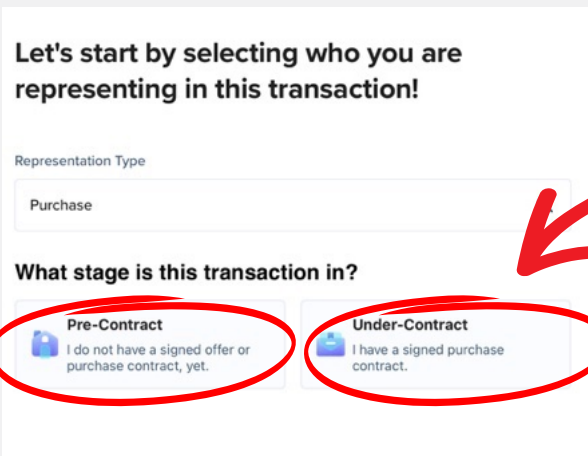 Let's start by selecting who you are
representing in this transaction!
Representation Type
Purchase
What stage is this transaction in?
Pre-Contract
I do not have a signed offer or
purchase contract, yet.
Under-Contract
I have a signed purchase
contract.